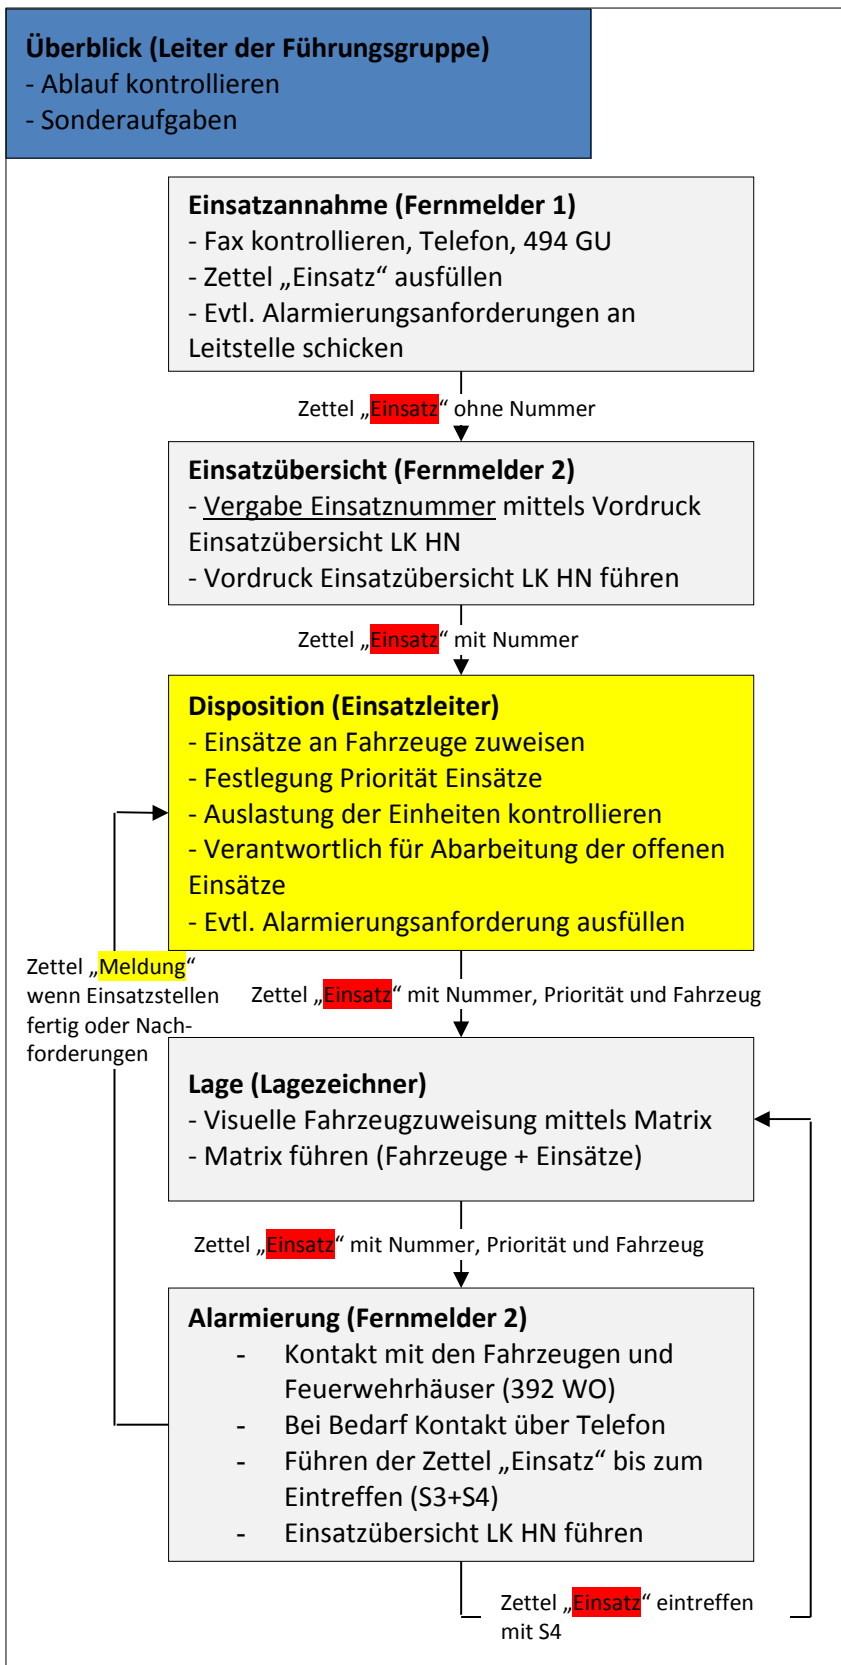 Überblick (Leiter der Führungsgruppe)
- Ablauf kontrollieren
- Sonderaufgaben
Einsatzannahme (Fernmelder 1)
- Fax kontrollieren, Telefon, 494 GU
- Zettel „Einsatz“ ausfüllen
- Evtl. Alarmierungsanforderungen an
Leitstelle schicken
Zettel „Einsatz“ ohne Nummer
Einsatzübersicht (Fernmelder 2)
- Vergabe Einsatznummer mittels Vordruck
Einsatzübersicht LK HN
- Vordruck Einsatzübersicht LK HN führen
Zettel „Einsatz“ mit Nummer
Disposition (Einsatzleiter)
- Einsätze an Fahrzeuge zuweisen
- Festlegung Priorität Einsätze
- Auslastung der Einheiten kontrollieren
- Verantwortlich für Abarbeitung der offenen
Einsätze
- Evtl. Alarmierungsanforderung ausfüllen
Zettel „Meldung“
wenn Einsatzstellen
fertig oder Nach-
forderungen
Zettel „Einsatz“ mit Nummer, Priorität und Fahrzeug
Lage (Lagezeichner)
- Visuelle Fahrzeugzuweisung mittels Matrix
- Matrix führen (Fahrzeuge + Einsätze)
Zettel „Einsatz“ mit Nummer, Priorität und Fahrzeug
Alarmierung (Fernmelder 2)
- Kontakt mit den Fahrzeugen und
Feuerwehrhäuser (392 WO)
- Bei Bedarf Kontakt über Telefon
- Führen der Zettel „Einsatz“ bis zum
Eintreffen (S3+S4)
- Einsatzübersicht LK HN führen
Zettel „Einsatz“ eintreffen
mit S4